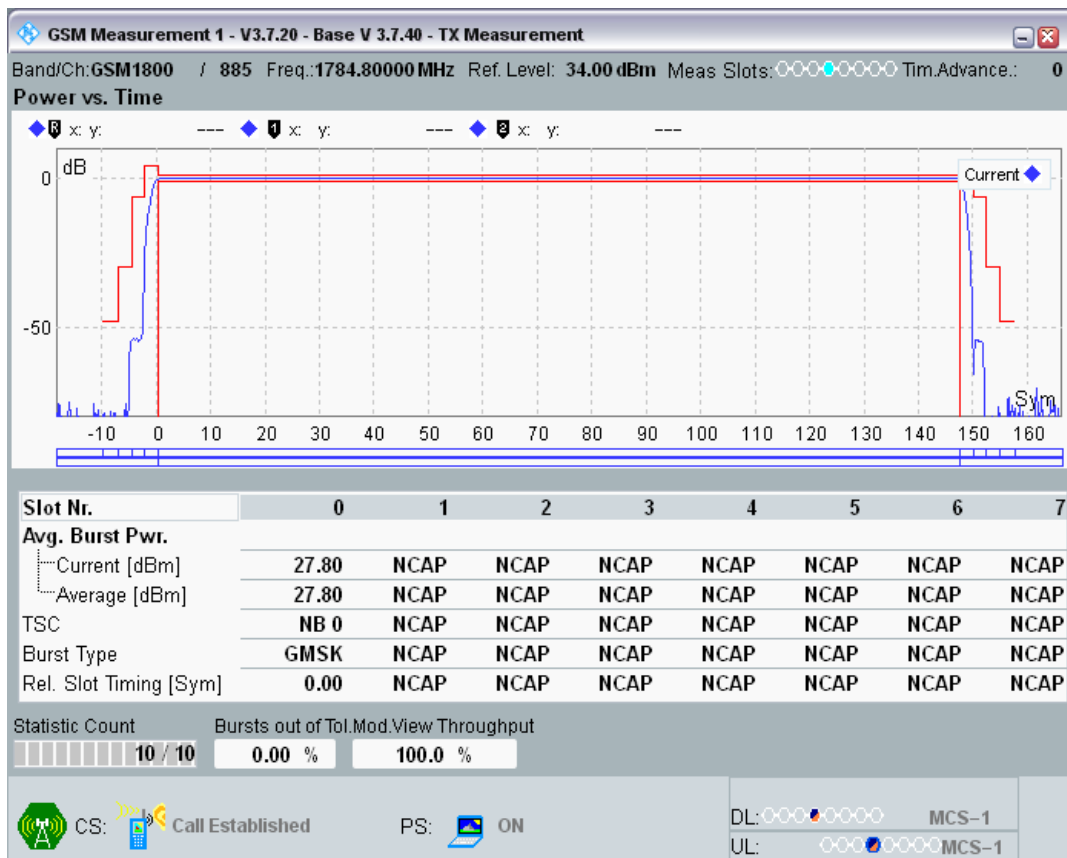 GSM Measurement 1 - V3.7.20 - Base V 3.7.40 - TX Measurement
Band/Ch:GSM1800 / 885 Freq.:1784.80000 MHz Ref. Level: 34.00 dBm Meas Slots: Tim.Advance.: 0
Power vs. Time
R x: y: --- 1 x: y: --- 2 x: y: ---
dB
Current
0
-50
Sym
-10 0 10 20 30 40 50 60 70 80 90 100 110 120 130 140 150 160
Slot Nr. 0 1 2 3 4 5 6 7
Avg. Burst Pwr.
Current [dBm] 27.80 NCAP NCAP NCAP NCAP NCAP NCAP NCAP
Average [dBm] 27.80 NCAP NCAP NCAP NCAP NCAP NCAP NCAP
TSC NB 0 NCAP NCAP NCAP NCAP NCAP NCAP NCAP
Burst Type GMSK NCAP NCAP NCAP NCAP NCAP NCAP NCAP
Rel. Slot Timing [Sym] 0.00 NCAP NCAP NCAP NCAP NCAP NCAP NCAP
Statistic Count Bursts out of Tol. Mod.View Throughput
10 / 10 0.00 % 100.0 %
CS: Call Established PS: ON DL: MCS-1
UL: MCS-1